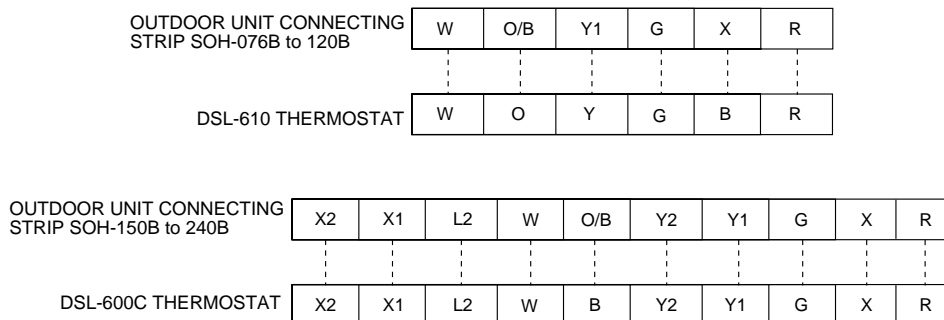 OUTDOOR UNIT CONNECTING
STRIP SOH-076B to 120B
W O/B Y1 G X R
DSL-610 THERMOSTAT W O Y G B R
OUTDOOR UNIT CONNECTING
STRIP SOH-150B to 240B
X2 X1 L2 W O/B Y2 Y1 G X R
DSL-600C THERMOSTAT X2 X1 L2 W B Y2 Y1 G X R